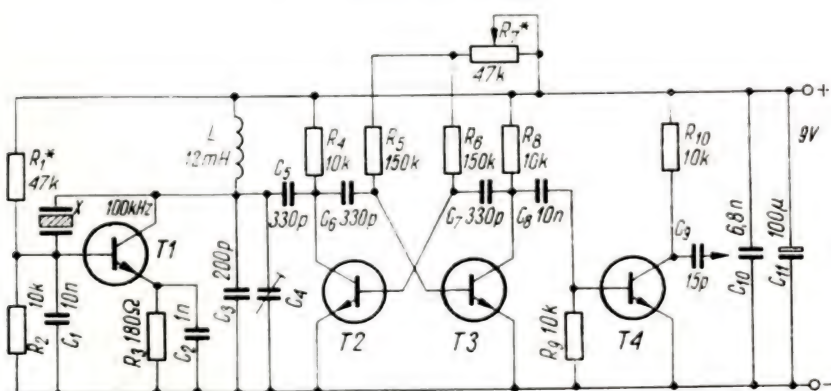 R7*
47k
+
9V
L
12mH
R4
10k
R5
150k
R6
150k
R8
10k
R10
10k
R1*
47k
X
100kHz
C5
330p
C6 330p
C7 330p
C8 10n
C9
15p
6,8n
C10
100µ
C11
T1
R2
10k
10n
C1
R3 180Ω
C2 1n
C3 200p
C4
T2
T3
R9 10k
T4
−